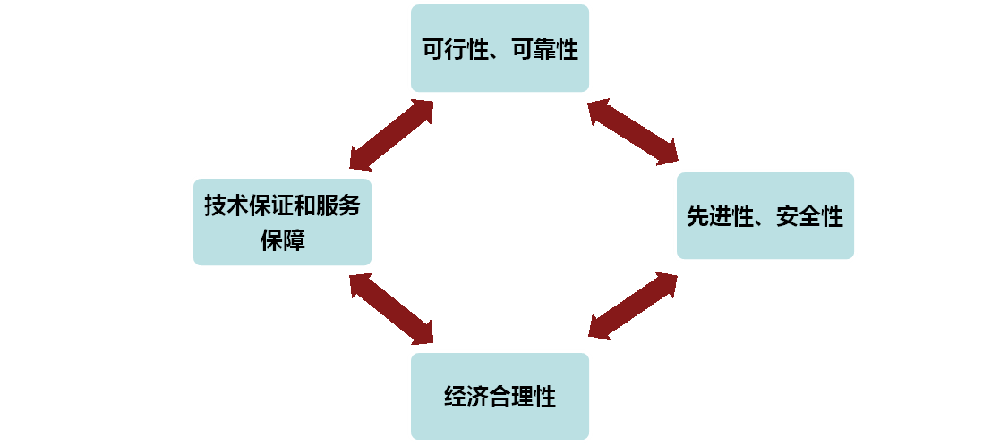 可行性、可靠性
技术保证和服务
保障
先进性、安全性
经济合理性